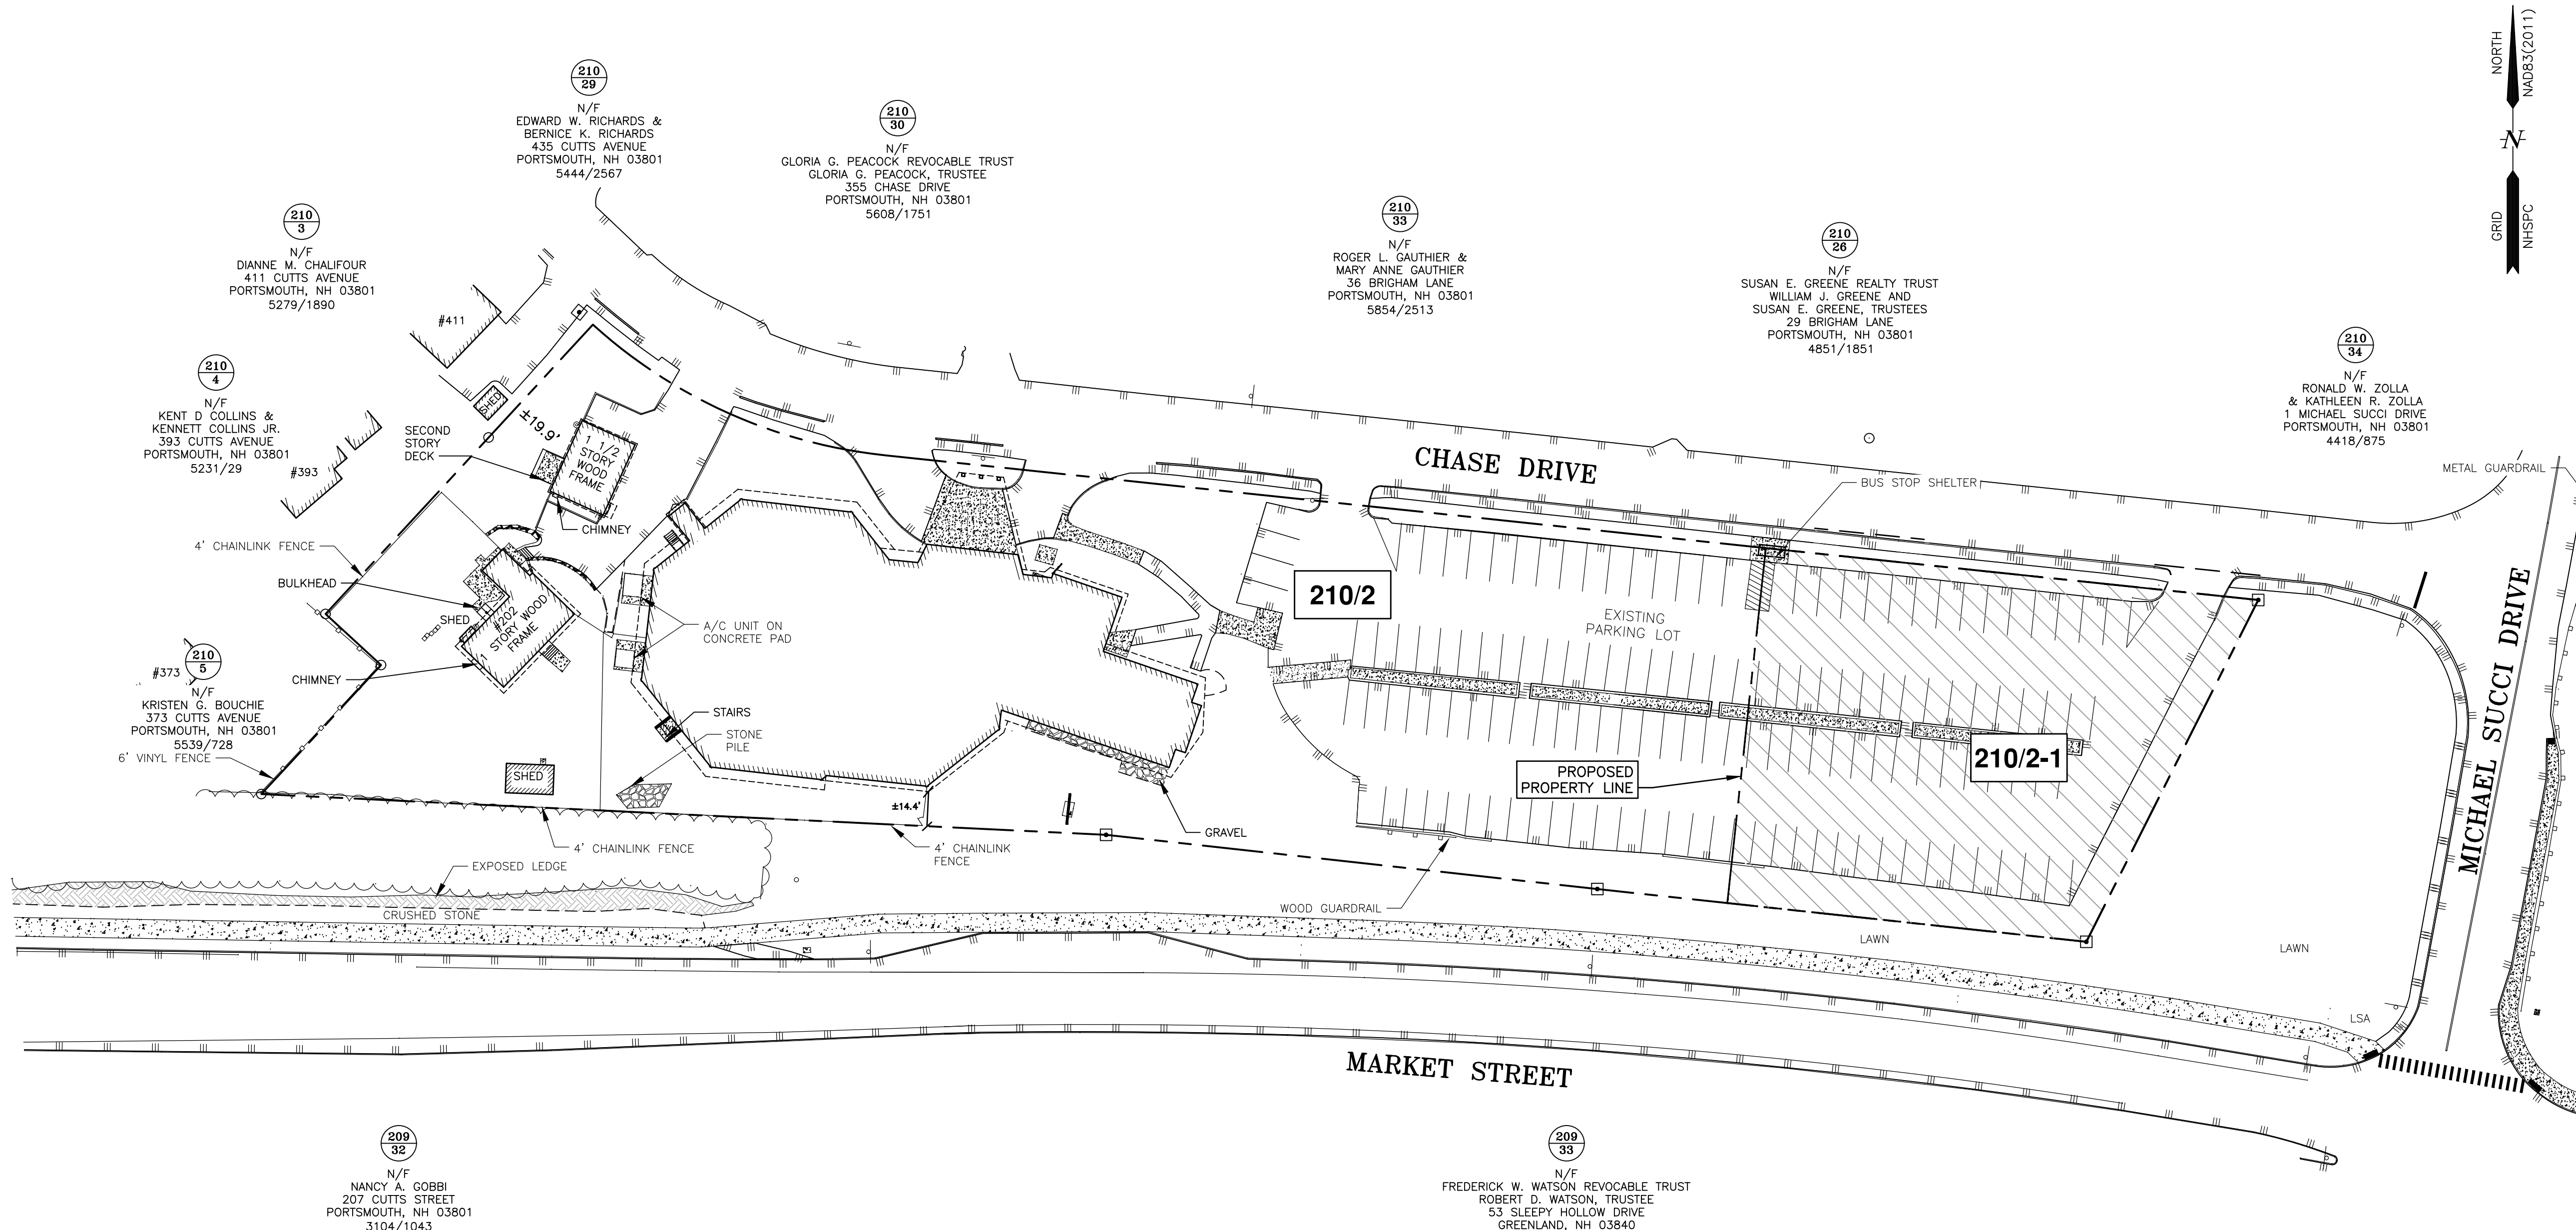 NORTH
NAD83(2011)
N
GRID
NHSPC
210
29
N/F
EDWARD W. RICHARDS &
BERNICE K. RICHARDS
435 CUTTS AVENUE
PORTSMOUTH, NH 03801
5444/2567
210
30
N/F
GLORIA G. PEACOCK REVOCABLE TRUST
GLORIA G. PEACOCK, TRUSTEE
355 CHASE DRIVE
PORTSMOUTH, NH 03801
5608/1751
210
3
N/F
DIANNE M. CHALIFOUR
411 CUTTS AVENUE
PORTSMOUTH, NH 03801
5279/1890
210
33
N/F
ROGER L. GAUTHIER &
MARY ANNE GAUTHIER
36 BRIGHAM LANE
PORTSMOUTH, NH 03801
5854/2513
210
26
N/F
SUSAN E. GREENE REALTY TRUST
WILLIAM J. GREENE AND
SUSAN E. GREENE, TRUSTEES
29 BRIGHAM LANE
PORTSMOUTH, NH 03801
4851/1851
210
34
N/F
RONALD W. ZOLLA
& KATHLEEN R. ZOLLA
1 MICHAEL SUCCI DRIVE
PORTSMOUTH, NH 03801
4418/875
210
4
N/F
KENT D COLLINS &
KENNETT COLLINS JR.
393 CUTTS AVENUE
PORTSMOUTH, NH 03801
5231/29
#411
#393
SHED
±19.9'
SECOND
STORY
DECK
1 1/2
STORY
WOOD
FRAME
CHIMNEY
CHASE DRIVE
BUS STOP SHELTER
METAL GUARDRAIL
4' CHAINLINK FENCE
BULKHEAD
SHED
#202
1 STORY WOOD
FRAME
CHIMNEY
A/C UNIT ON
CONCRETE PAD
210/2
EXISTING
PARKING LOT
MICHAEL SUCCI DRIVE
#373
210
5
N/F
KRISTEN G. BOUCHIE
373 CUTTS AVENUE
PORTSMOUTH, NH 03801
5539/728
6' VINYL FENCE
STAIRS
STONE
PILE
SHED
±14.4'
PROPOSED
PROPERTY LINE
210/2-1
GRAVEL
4' CHAINLINK FENCE
4' CHAINLINK
FENCE
EXPOSED LEDGE
CRUSHED STONE
WOOD GUARDRAIL
LAWN
LAWN
LSA
MARKET STREET
209
32
N/F
NANCY A. GOBBI
207 CUTTS STREET
PORTSMOUTH, NH 03801
3104/1043
209
33
N/F
FREDERICK W. WATSON REVOCABLE TRUST
ROBERT D. WATSON, TRUSTEE
53 SLEEPY HOLLOW DRIVE
GREENLAND, NH 03840